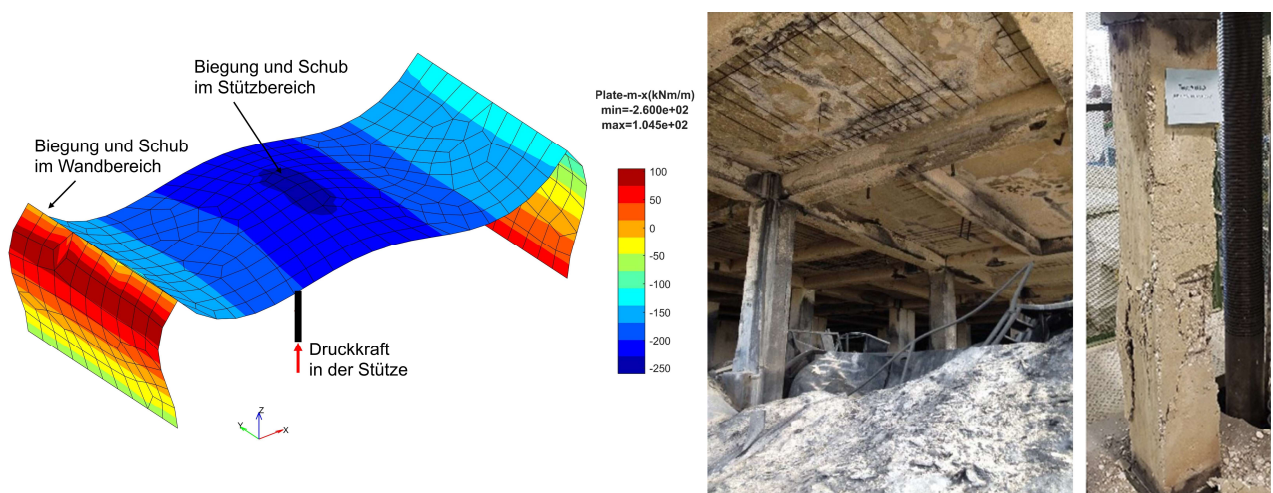 Biegung und Schub
im Stützbereich
Biegung und Schub
im Wandbereich
Druckkraft
in der Stütze
Z
Y
X
Plate-m-x(kNm/m)
min=-2.600e+02
max=1.045e+02
100
50
0
-50
-100
-150
-200
-250